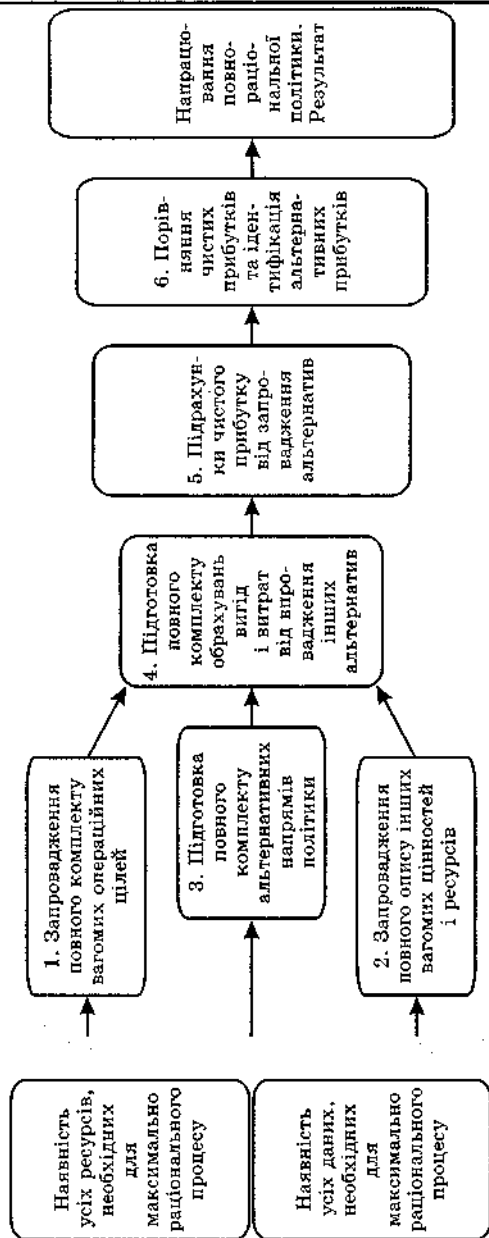 Наявність
усіх ресурсів,
необхідних
для
максимально
раціонального
процесу
Наявність
усіх даних,
необхідних
для
максимально
раціонального
процесу
1. Запровадження
повного комплекту
вагомих операційних
цілей
3. Підготовка
повного
комплекту
альтернативних
напрямів
політики
2. Запровадження
повного опису інших
вагомих цінностей
і ресурсів
4. Підготовка
повного
комплекту
обрахувань
вигід
і витрат
від впро-
вадження
інших
альтернатив
5. Підрахун-
ки чистого
прибутку
від запро-
вадження
альтернатив
6. Порів-
няння
чистих
прибутків
та іден-
тифікація
альтерна-
тивних
прибутків
Напрацю-
вання
повно-
раціо-
нальної
політики.
Результат